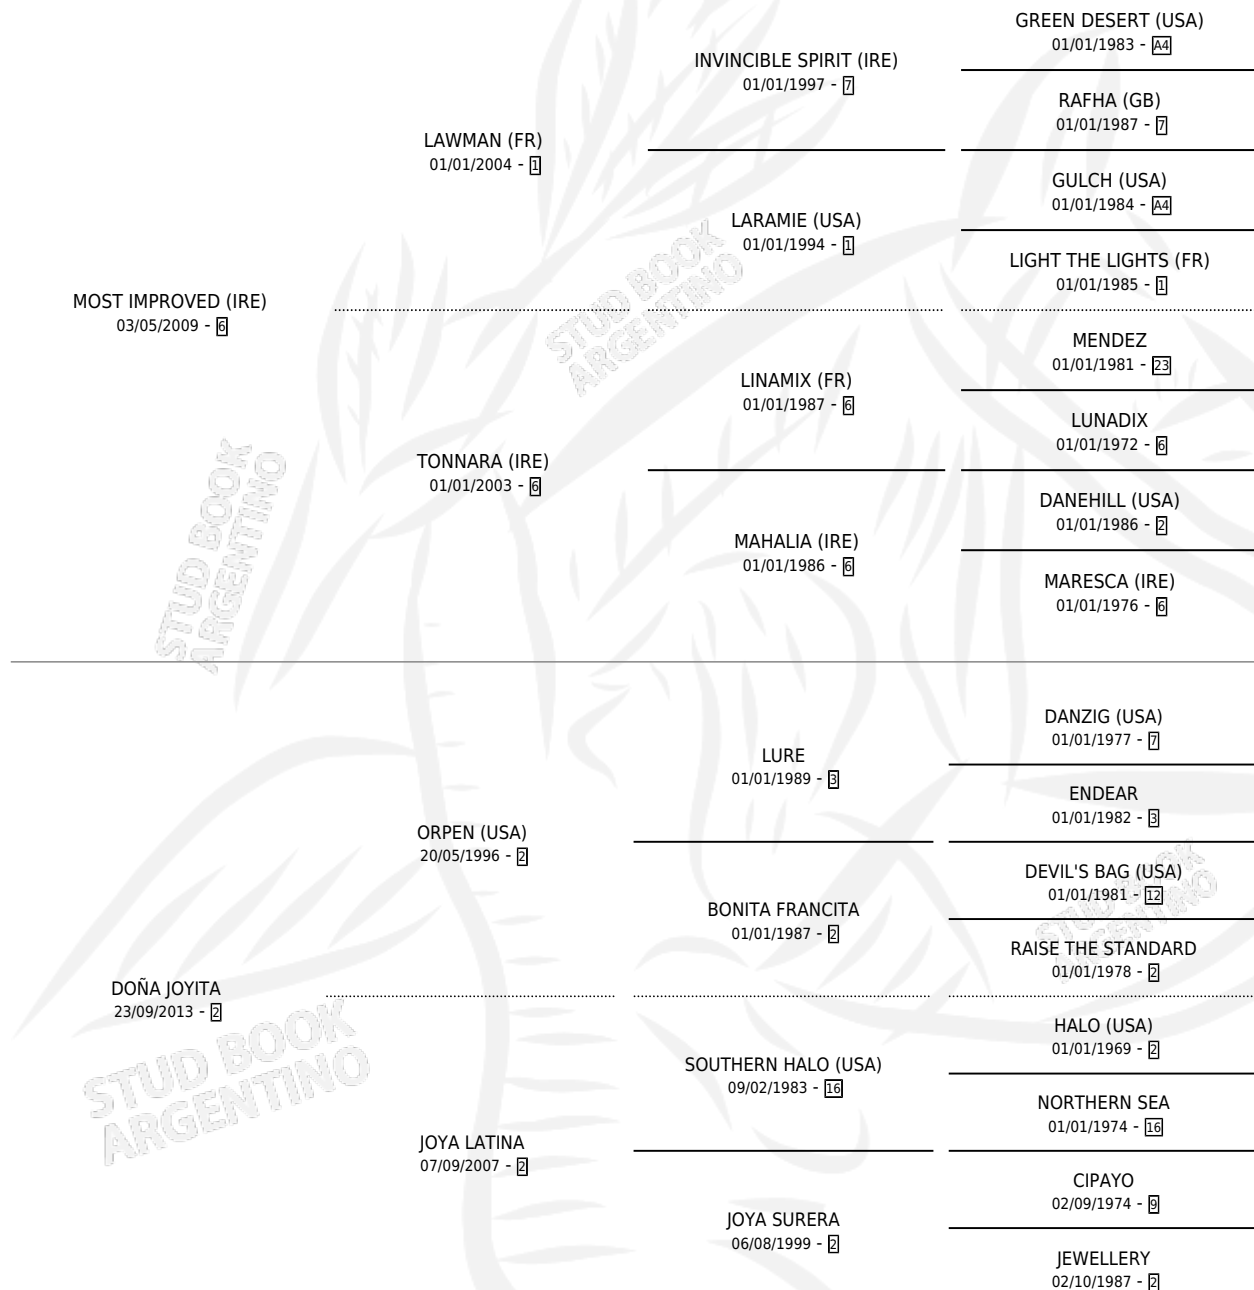 GREEN DESERT (USA)
01/01/1983 - A4
INVINCIBLE SPIRIT (IRE)
01/01/1997 - 7
RAFHA (GB)
01/01/1987 - 7
LAWMAN (FR)
01/01/2004 - 1
GULCH (USA)
01/01/1984 - A4
LARAMIE (USA)
01/01/1994 - 1
LIGHT THE LIGHTS (FR)
01/01/1985 - 1
MOST IMPROVED (IRE)
03/05/2009 - 6
MENDEZ
01/01/1981 - 23
LINAMIX (FR)
01/01/1987 - 6
LUNADIX
01/01/1972 - 6
TONNARA (IRE)
01/01/2003 - 6
DANEHILL (USA)
01/01/1986 - 2
MAHALIA (IRE)
01/01/1986 - 6
MARESCA (IRE)
01/01/1976 - 6
DANZIG (USA)
01/01/1977 - 7
LURE
01/01/1989 - 3
ENDEAR
01/01/1982 - 3
ORPEN (USA)
20/05/1996 - 2
DEVIL'S BAG (USA)
01/01/1981 - 12
BONITA FRANCITA
01/01/1987 - 2
RAISE THE STANDARD
01/01/1978 - 2
DOÑA JOYITA
23/09/2013 - 2
HALO (USA)
01/01/1969 - 2
SOUTHERN HALO (USA)
09/02/1983 - 16
NORTHERN SEA
01/01/1974 - 16
JOYA LATINA
07/09/2007 - 2
CIPAYO
02/09/1974 - 9
JOYA SURERA
06/08/1999 - 2
JEWELLERY
02/10/1987 - 2
STUD BOOK
ARGENTINO
STUD BOOK
ARGENTINO
STUD BOOK
ARGENTINO
STUD BOOK
ARGENTINO